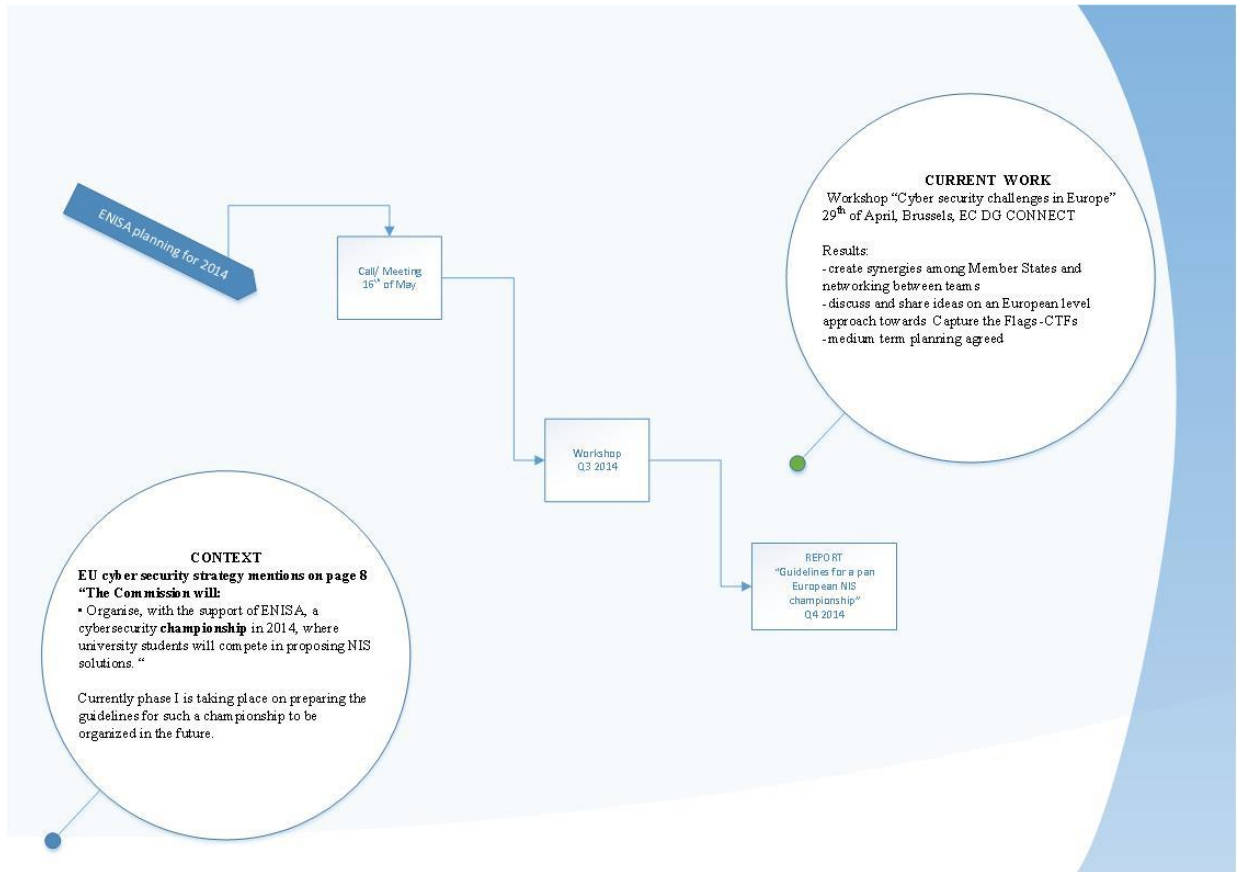 ENISA planning for 2014
Call/ Meeting
16th of May
CURRENT WORK
Workshop “Cyber security challenges in Europe”
29th of April, Brussels, EC DG CONNECT
Results:
- create synergies among Member States and
networking between teams
- discuss and share ideas on an European level
approach towards Capture the Flags -CTFs
- medium term planning agreed
Workshop
Q3 2014
REPORT
“Guidelines for a pan
European NIS
championship”
Q4 2014
CONTEXT
EU cyber security strategy mentions on page 8
“The Commission will:
• Organise, with the support of ENISA, a
cybersecurity championship in 2014, where
university students will compete in proposing NIS
solutions. “
Currently phase I is taking place on preparing the
guidelines for such a championship to be
organized in the future.